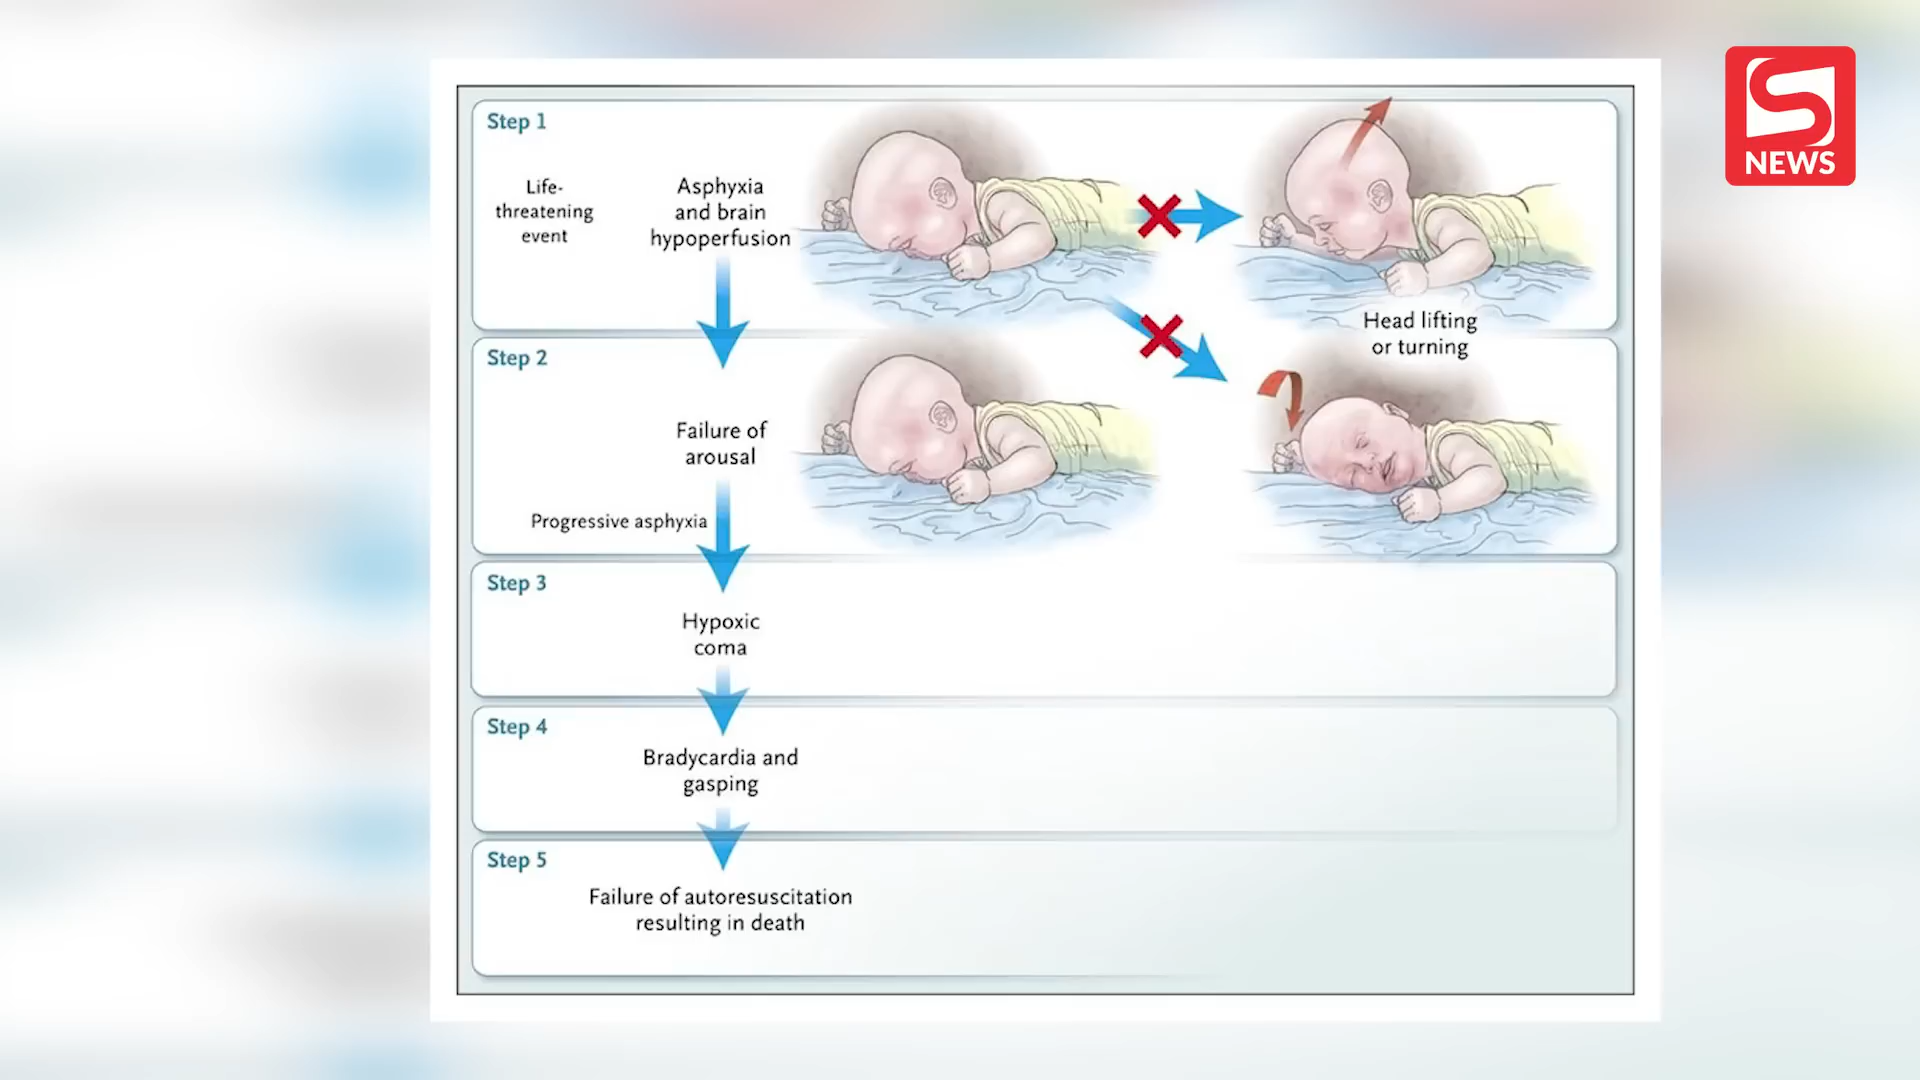 S
NEWS
Step 1
Life-
threatening
event
Asphyxia
and brain
hypoperfusion
Head lifting
or turning
Step 2
Failure of
arousal
Progressive asphyxia
Step 3
Hypoxic
coma
Step 4
Bradycardia and
gasping
Step 5
Failure of autoresuscitation
resulting in death